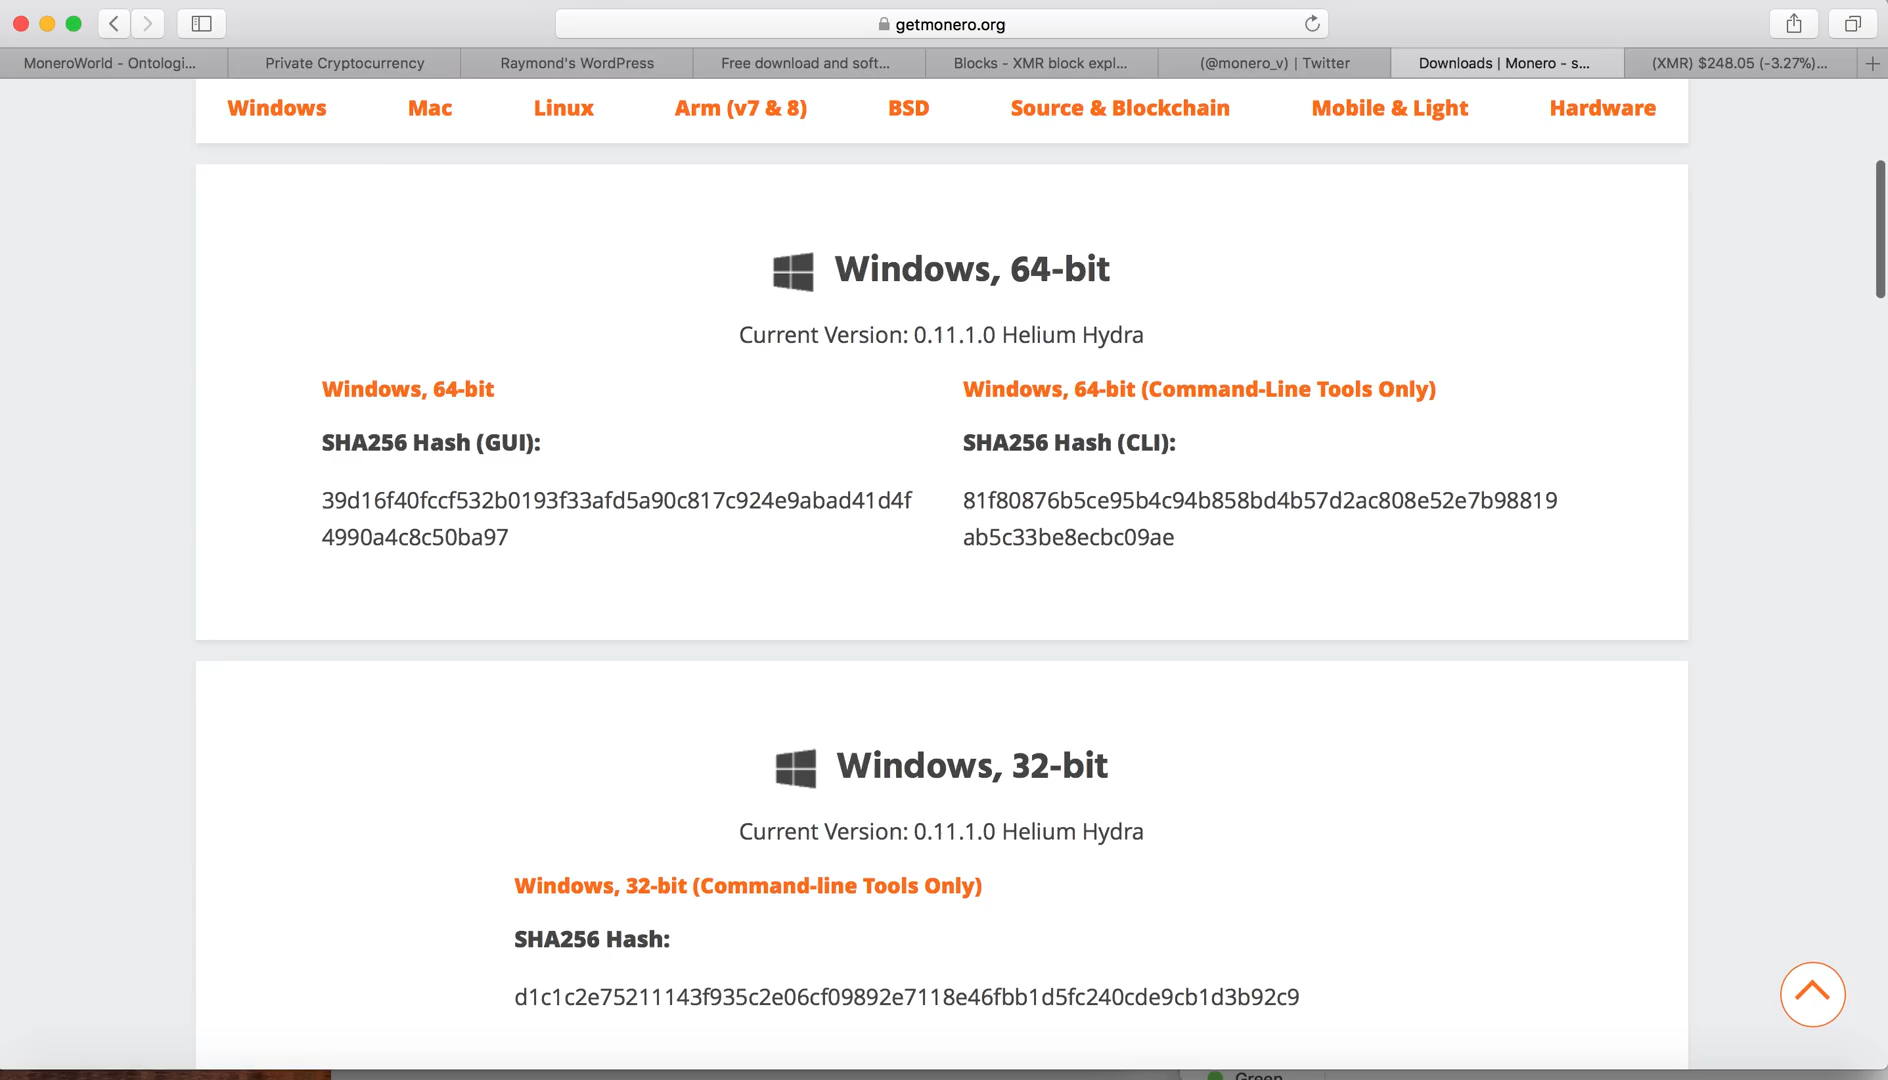 getmonero.org
MoneroWorld - Ontologi...
Private Cryptocurrency
Raymond's WordPress
Free download and soft...
Blocks - XMR block expl...
(@monero_v) | Twitter
Downloads | Monero - s...
(XMR) $248.05 (-3.27%)...
Windows
Mac
Linux
Arm (v7 & 8)
BSD
Source & Blockchain
Mobile & Light
Hardware
Windows, 64-bit
Current Version: 0.11.1.0 Helium Hydra
Windows, 64-bit
SHA256 Hash (GUI):
39d16f40fccf532b0193f33afd5a90c817c924e9abad41d4f
4990a4c8c50ba97
Windows, 64-bit (Command-Line Tools Only)
SHA256 Hash (CLI):
81f80876b5ce95b4c94b858bd4b57d2ac808e52e7b98819
ab5c33be8ecbc09ae
Windows, 32-bit
Current Version: 0.11.1.0 Helium Hydra
Windows, 32-bit (Command-line Tools Only)
SHA256 Hash:
d1c1c2e75211143f935c2e06cf09892e7118e46fbb1d5fc240cde9cb1d3b92c9
Green